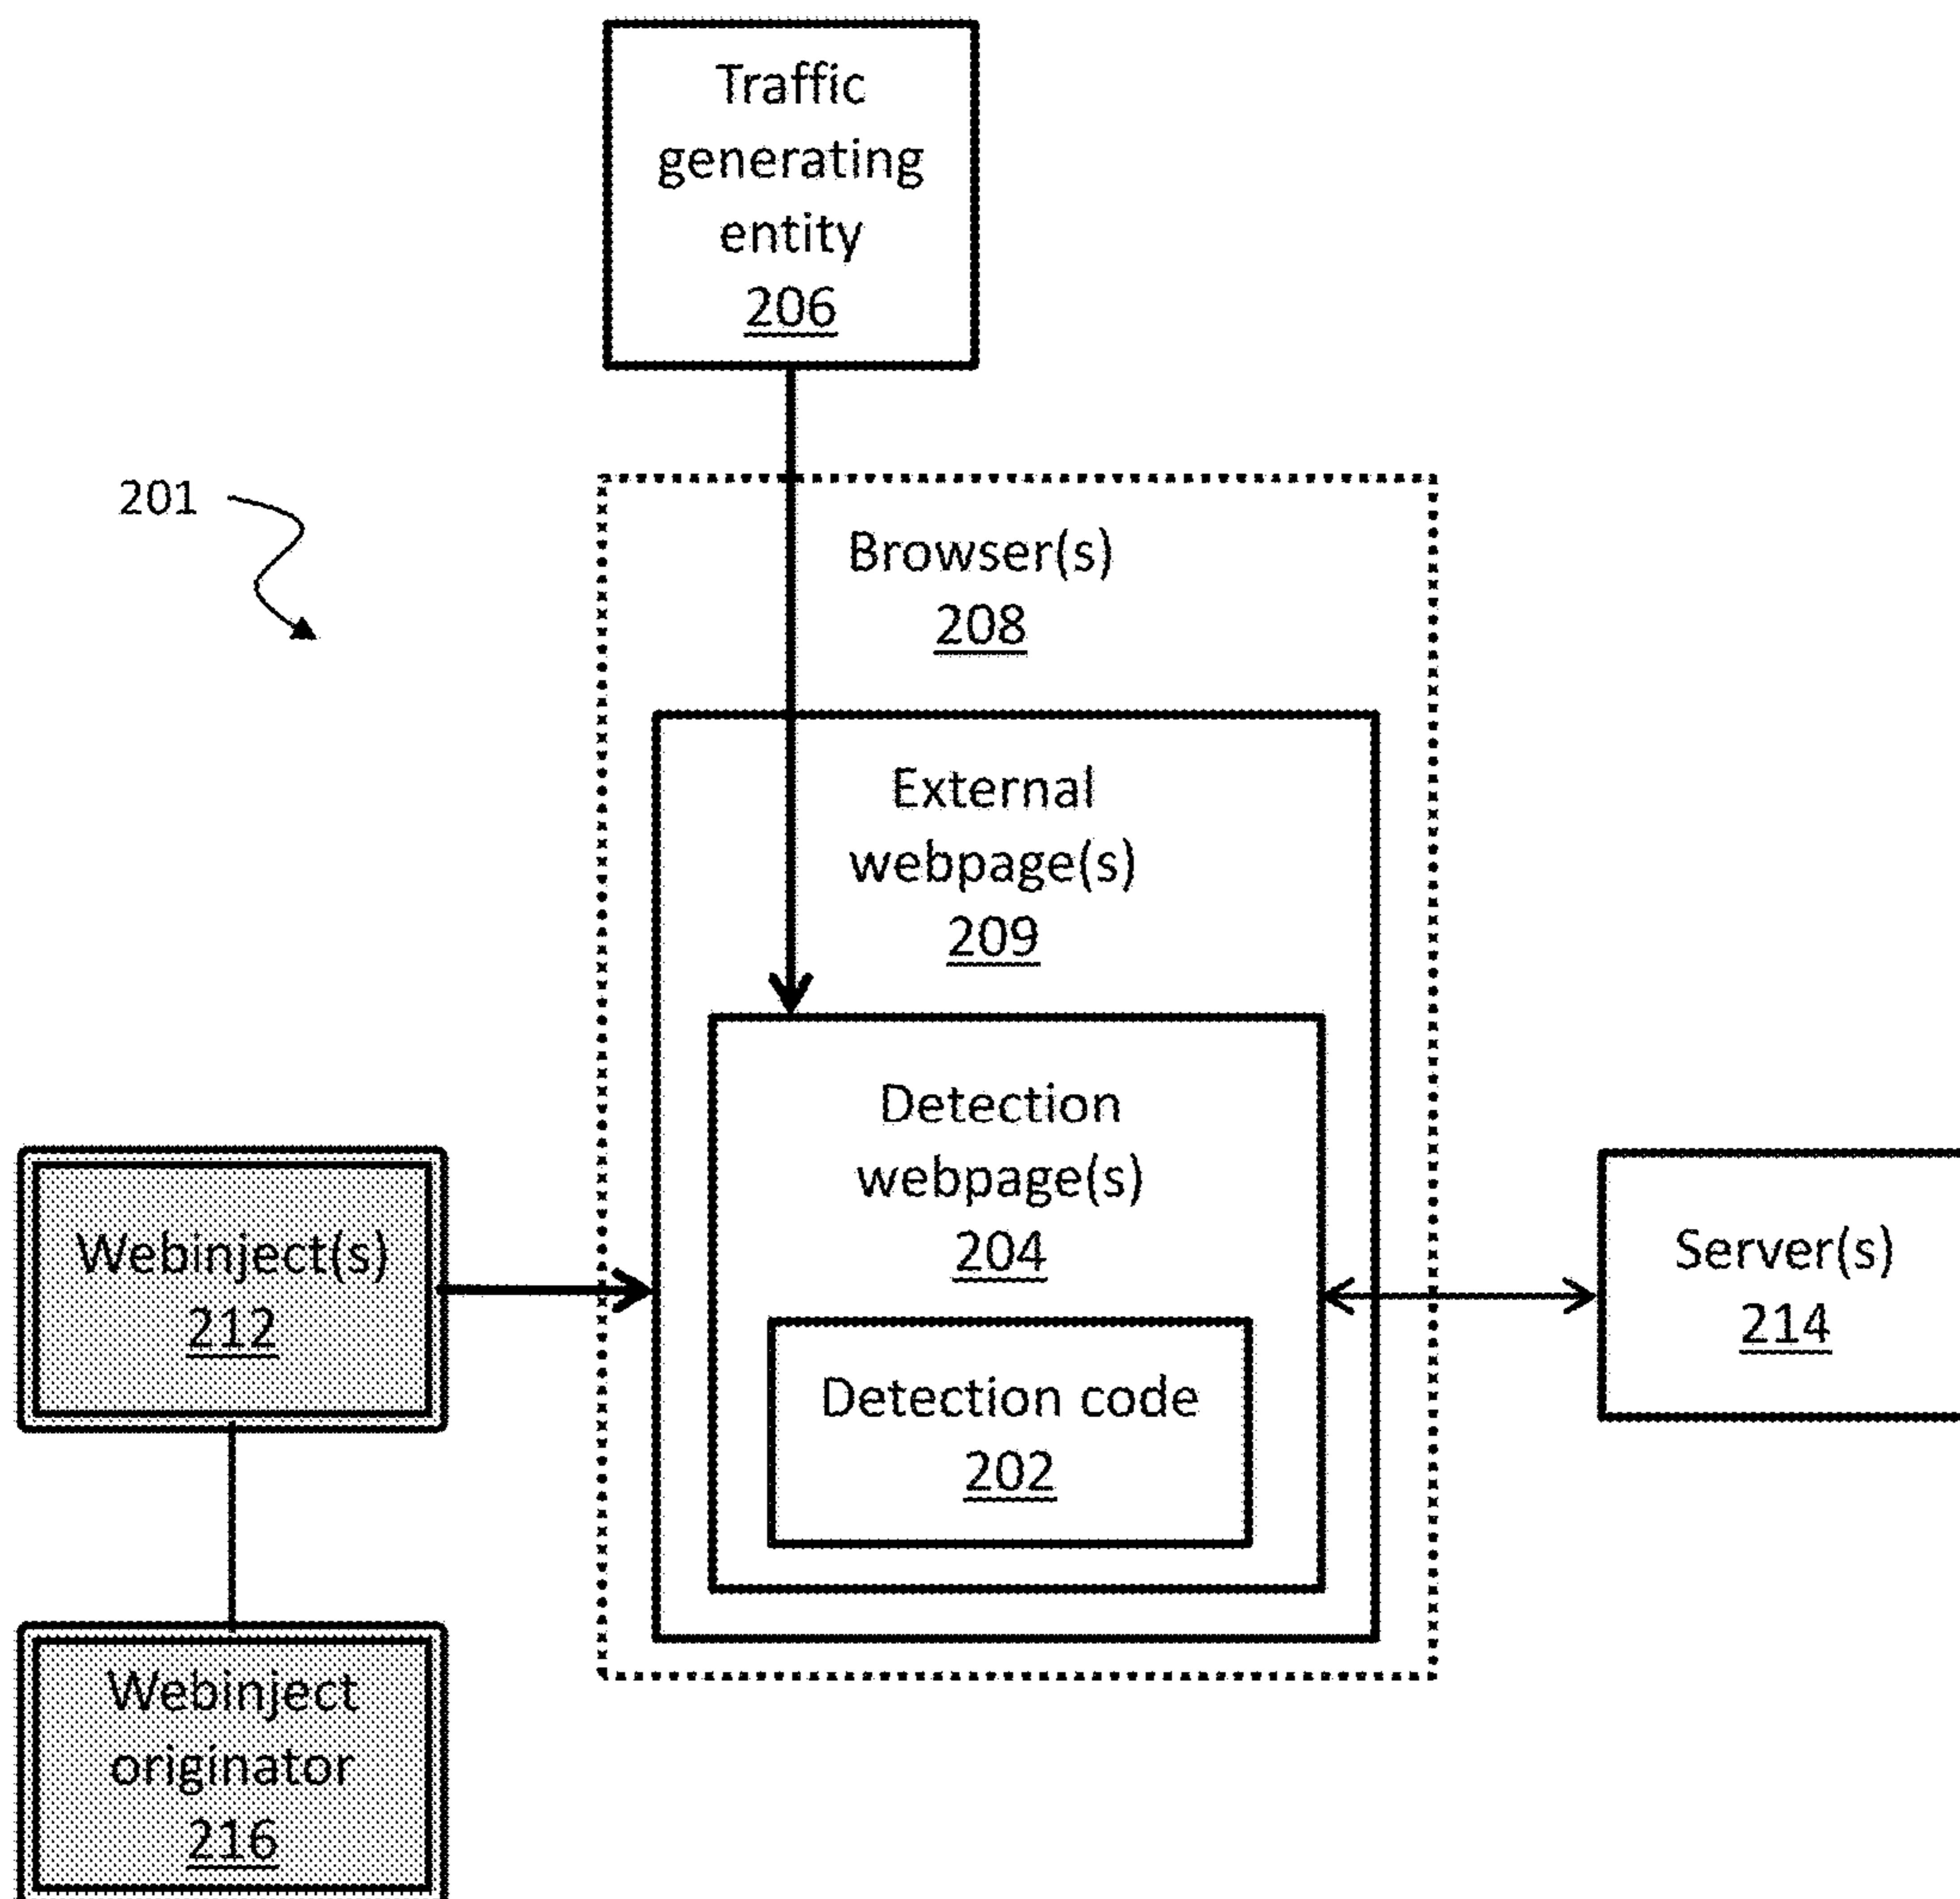 Traffic
generating
entity
206
201
Browser(s)
208
External
webpage(s)
209
Detection
webpage(s)
204
Detection code
202
Webinject(s)
212
Server(s)
214
Webinject
originator
216